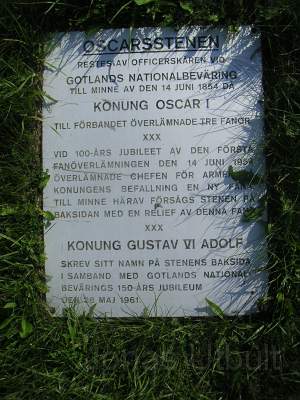 OSCARSSTENEN
RESTES AV OFFICERSKÅREN VID
GOTLANDS NATIONALBEVÄRING
TILL MINNE AV DEN 14 JUNI 1854 DÅ
KONUNG OSCAR I
TILL FÖRBANDET ÖVERLÄMNADE TRE FANOR
XXX
VID 100-ÅRS JUBILEET AV DEN FÖRSTA
FANÖVERLÄMNINGEN DEN 14 JUNI 1954
ÖVERLÄMNADE CHEFEN FÖR ARMÉN
KONUNGENS BEFALLNING EN NY FANA
TILL MINNE HÄRAV FÖRSÅGS STENEN PÅ
BAKSIDAN MED EN RELIEF AV DENNA FANA
XXX
KONUNG GUSTAV VI ADOLF
SKREV SITT NAMN PÅ STENENS BAKSIDA
I SAMBAND MED GOTLANDS NATIONAL-
BEVÄRINGS 150-ÅRS JUBILEUM
DEN 28 MAJ 1961.